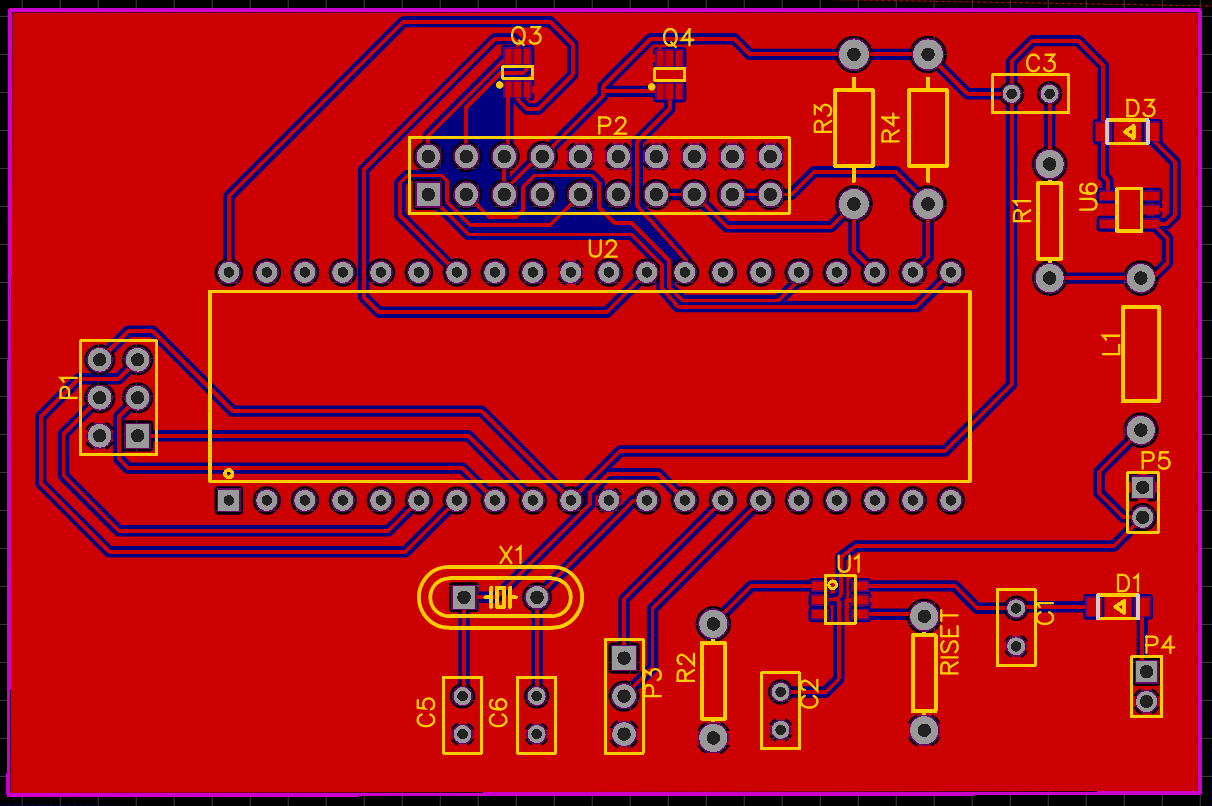 Q3
Q4
C3
D3
P2
R3
R4
U6
R1
U2
L1
P1
P5
X1
U1
D1
C1
RISET
P4
R2
P3
C2
C5
C6